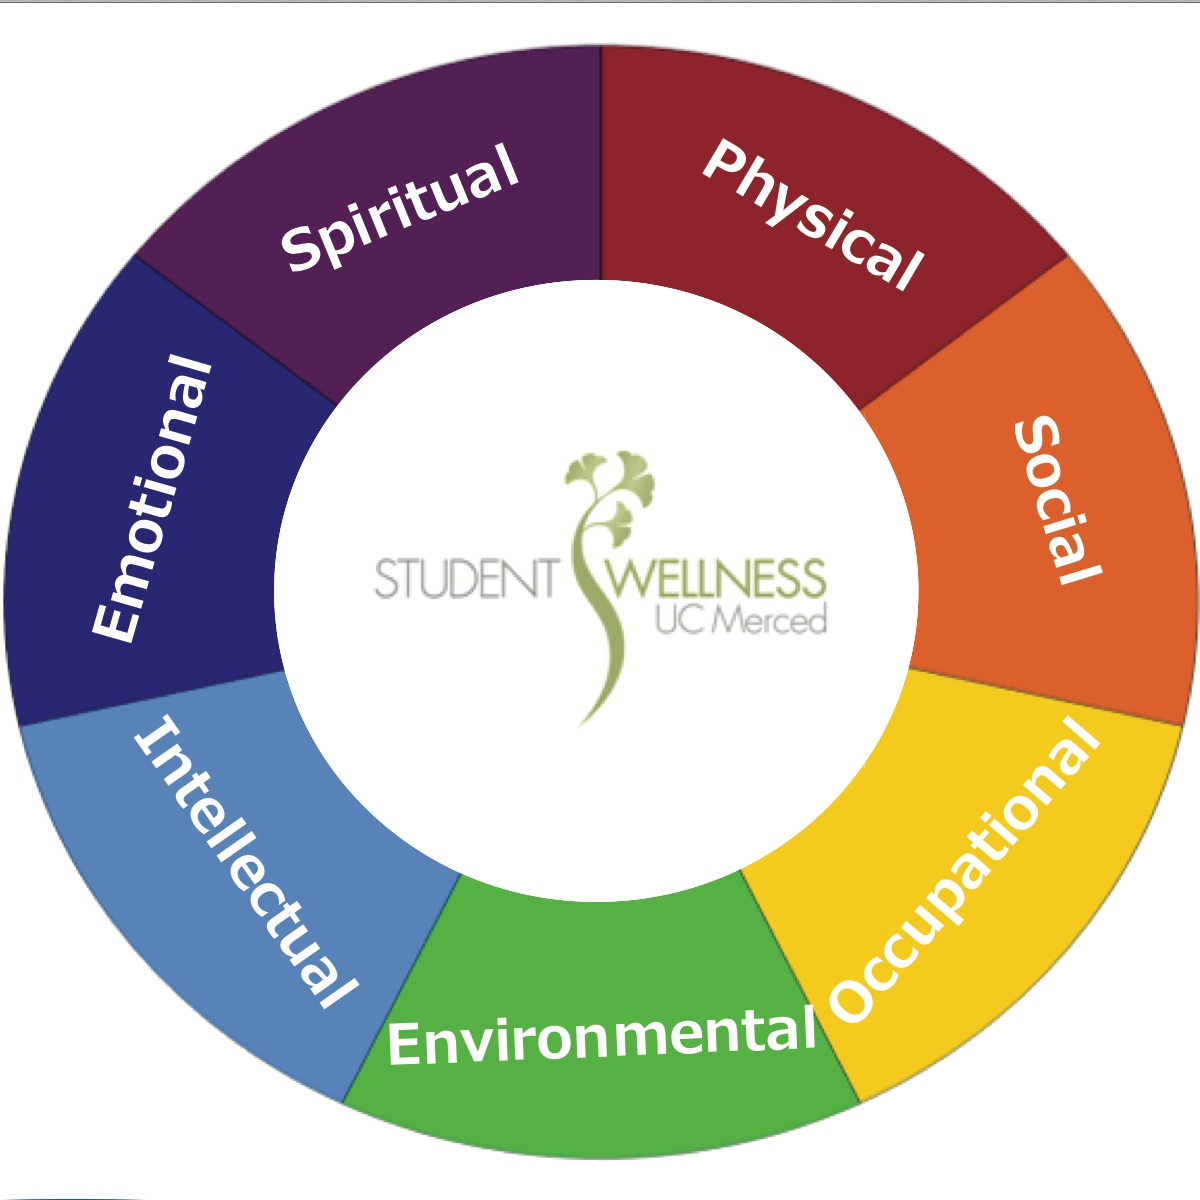 Spiritual
Physical
Emotional
Social
STUDENT WELLNESS
UC Merced
Intellectual
Occupational
Environmental